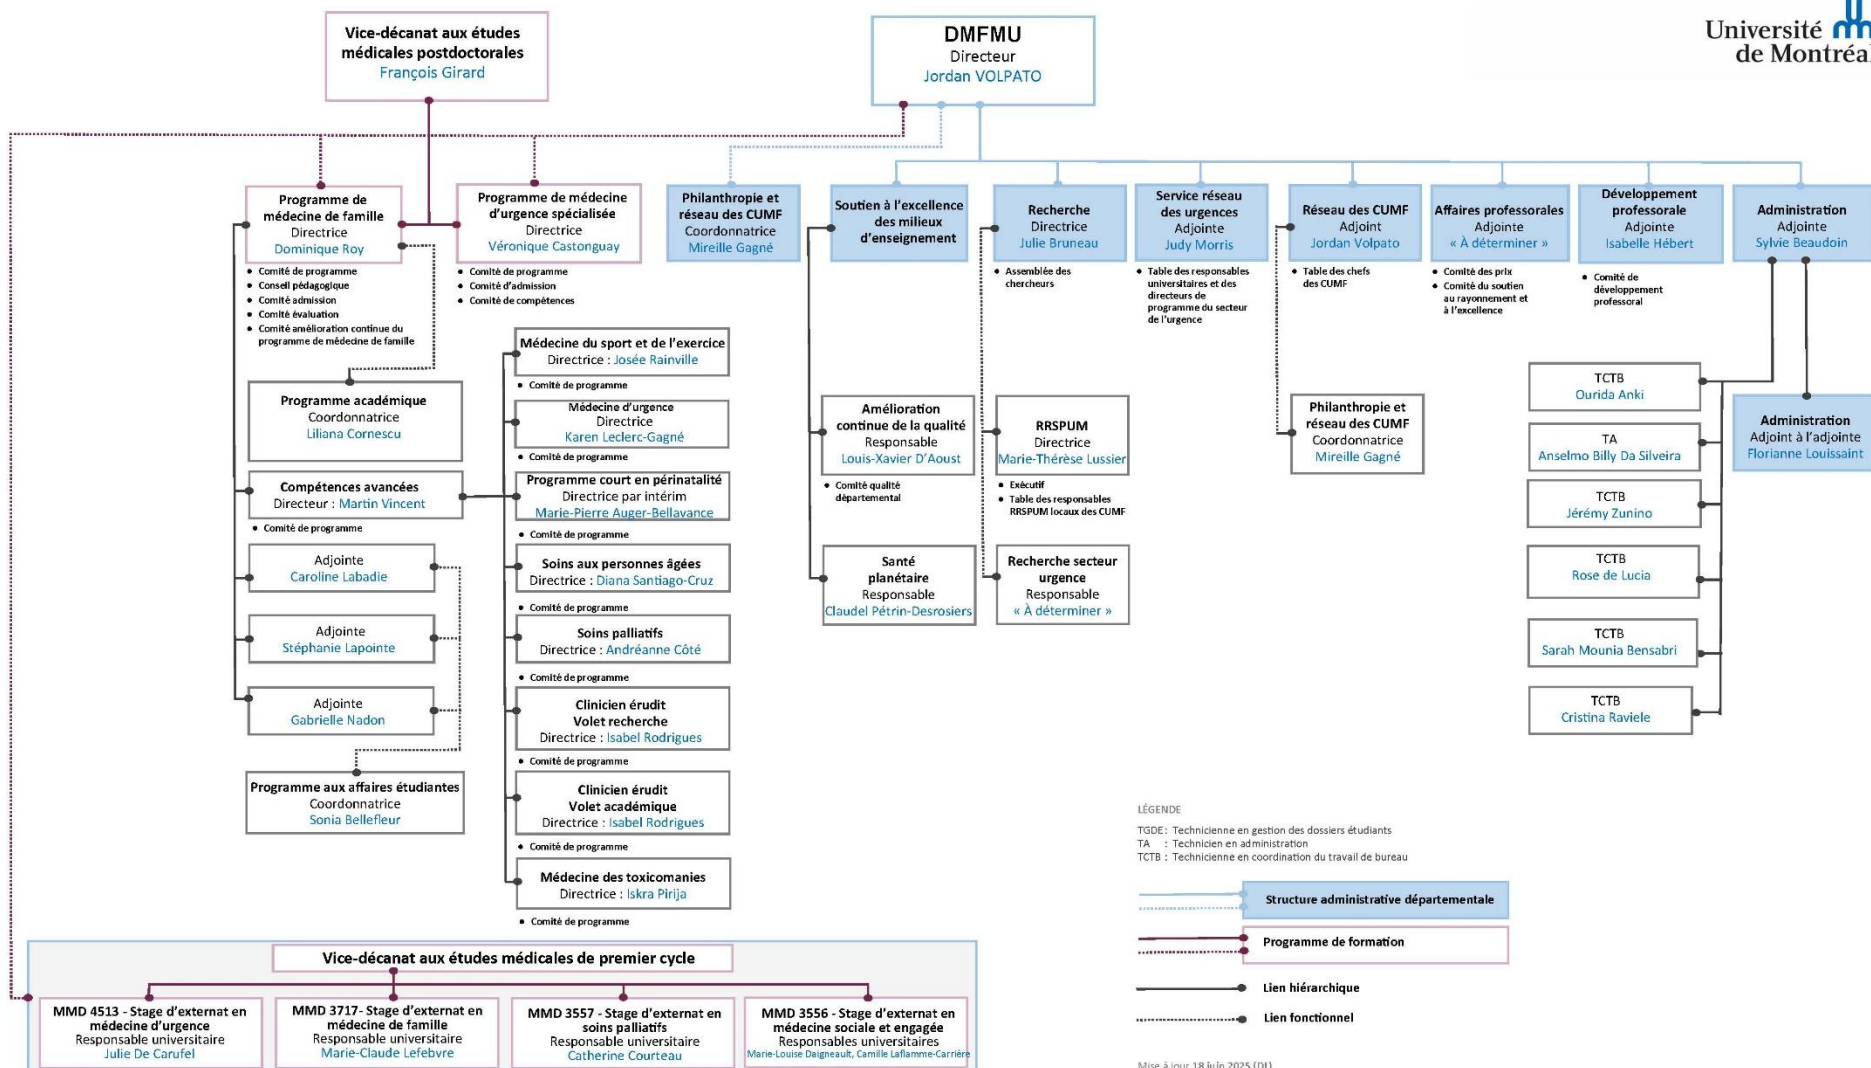 Vice-décanat aux études
médicales postdoctorales
François Girard
DMFMU
Directeur
Jordan VOLPATO
Université
de Montréal
Programme de
médecine de famille
Directrice
Dominique Roy
• Comité de programme
• Conseil pédagogique
• Comité admission
• Comité évaluation
• Comité amélioration continue du
programme de médecine de famille
Programme de médecine
d'urgence spécialisée
Directrice
Véronique Castonguay
• Comité de programme
• Comité d'admission
• Comité de compétences
Philanthropie et
réseau des CUMF
Coordonnatrice
Mireille Gagné
Soutien à l'excellence
des milieux
d'enseignement
Recherche
Directrice
Julie Bruneau
• Assemblée des
chercheurs
Service réseau
des urgences
Adjointe
Judy Morris
• Table des responsables
universitaires et des
directeurs de
programme du secteur
de l'urgence
Réseau des CUMF
Adjoint
Jordan Volpato
• Table des chefs
des CUMF
Affaires professorales
Adjointe
« À déterminer »
• Comité des prix
• Comité du soutien
au rayonnement et
à l'excellence
Développement
professorale
Adjointe
Isabelle Hébert
• Comité de
développement
professoral
Administration
Adjointe
Sylvie Beaudoin
Programme académique
Coordonnatrice
Liliana Cornescu
Compétences avancées
Directeur : Martin Vincent
• Comité de programme
Adjointe
Caroline Labadie
Adjointe
Stéphanie Lapointe
Adjointe
Gabrielle Nadon
Programme aux affaires étudiantes
Coordonnatrice
Sonia Bellefleur
Médecine du sport et de l'exercice
Directrice : Josée Rainville
• Comité de programme
Médecine d'urgence
Directrice
Karen Leclerc-Gagné
• Comité de programme
Programme court en périnatalité
Directrice par intérim
Marie-Pierre Auger-Bellavance
• Comité de programme
Soins aux personnes âgées
Directrice : Diana Santiago-Cruz
• Comité de programme
Soins palliatifs
Directrice : Andréanne Côté
• Comité de programme
Clinicien érudit
Volet recherche
Directrice : Isabel Rodrigues
• Comité de programme
Clinicien érudit
Volet académique
Directrice : Isabel Rodrigues
• Comité de programme
Médecine des toxicomanies
Directrice : Iskra Pirija
• Comité de programme
Amélioration
continue de la qualité
Responsable
Louis-Xavier D'Aoust
• Comité qualité
départemental
Santé
planétaire
Responsable
Claudel Pétrin-Desrosiers
RRSPUM
Directrice
Marie-Thérèse Lussier
• Exécutif
• Table des responsables
RRSPUM locaux des CUMF
Recherche secteur
urgence
Responsable
« À déterminer »
Philanthropie et
réseau des CUMF
Coordonnatrice
Mireille Gagné
TCTB
Ourida Anki
TA
Anselmo Billy Da Silveira
TCTB
Jérémy Zunino
TCTB
Rose de Lucia
TCTB
Sarah Mounia Bensabri
TCTB
Cristina Raviele
Administration
Adjoint à l'adjointe
Florianne Louissaint
Vice-décanat aux études médicales de premier cycle
MMD 4513 - Stage d'externat en
médecine d'urgence
Responsable universitaire
Julie De Carufel
MMD 3717- Stage d'externat en
médecine de famille
Responsable universitaire
Marie-Claude Lefebvre
MMD 3557 - Stage d'externat en
soins palliatifs
Responsable universitaire
Catherine Courteau
MMD 3556 - Stage d'externat en
médecine sociale et engagée
Responsables universitaires
Marie-Louise Daigneault, Camille Laflamme-Carrière
LÉGENDE
TGDE : Technicienne en gestion des dossiers étudiants
TA : Technicien en administration
TCTB : Technicienne en coordination du travail de bureau
Structure administrative départementale
Programme de formation
Lien hiérarchique
Lien fonctionnel
Mise à jour 18 juin 2025 (DL)